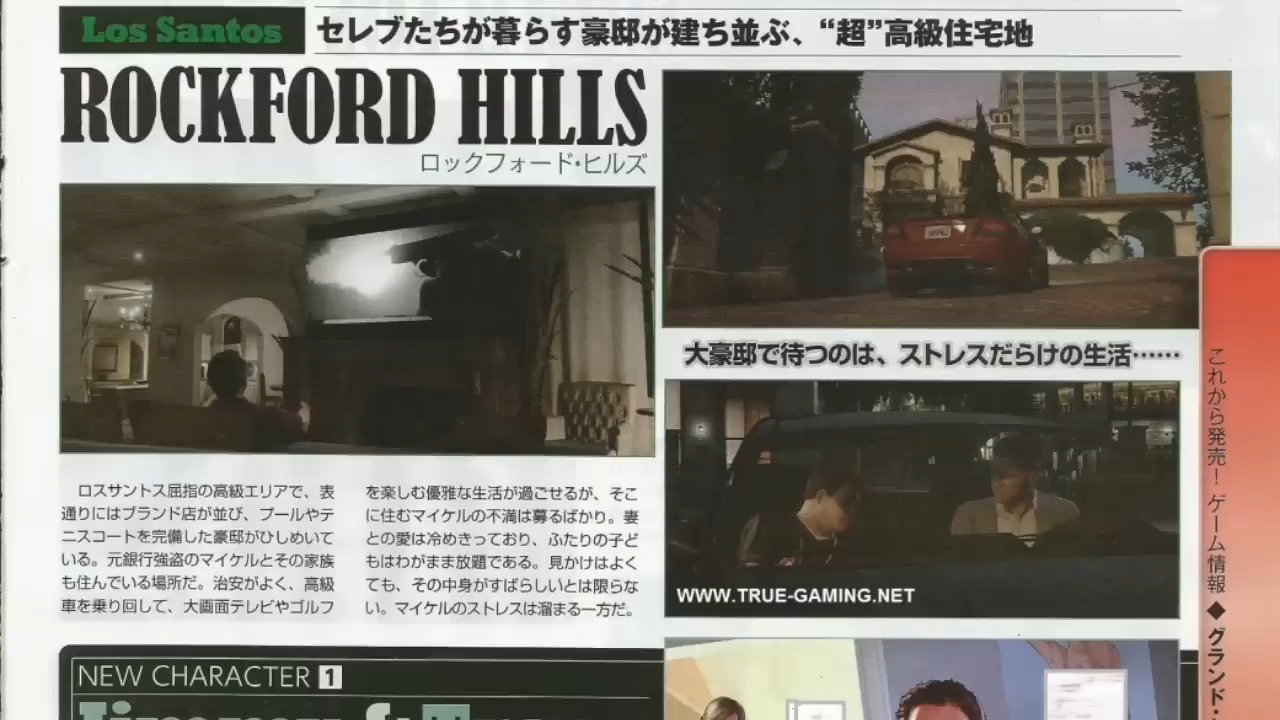 Los Santos
セレブたちが暮らす豪邸が建ち並ぶ、“超”高級住宅地
ROCKFORD HILLS
ロックフォード・ヒルズ
大豪邸で待つのは、ストレスだらけの生活……
ロスサントス屈指の高級エリアで、表
通りにはブランド店が並び、プールやテ
ニスコートを完備した豪邸がひしめいて
いる。元銀行強盗のマイケルとその家族
も住んでいる場所だ。治安がよく、高級
車を乗り回して、大画面テレビやゴルフ
を楽しむ優雅な生活が過ごせるが、そこ
に住むマイケルの不満は募るばかり。妻
との愛は冷めきっており、ふたりの子ど
もはわがまま放題である。見かけはよく
ても、その中身がすばらしいとは限らな
い。マイケルのストレスは溜まる一方だ。
WWW.TRUE-GAMING.NET
これから発売！ ゲーム情報◆グランド・
NEW CHARACTER 1